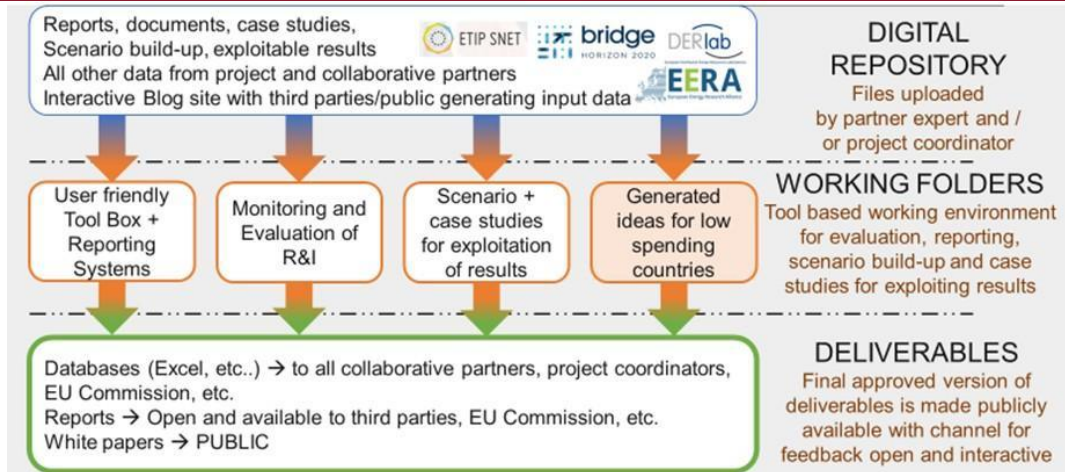 Reports, documents, case studies,
Scenario build-up, exploitable results
All other data from project and collaborative partners
Interactive Blog site with third parties/public generating input data
ETIP SNET
bridge
HORIZON 2020
DERlab
EERA
European Energy Research Alliance
DIGITAL
REPOSITORY
Files uploaded
by partner expert and /
or project coordinator
User friendly
Tool Box +
Reporting
Systems
Monitoring and
Evaluation of
R&I
Scenario +
case studies
for exploitation
of results
Generated
ideas for low
spending
countries
WORKING FOLDERS
Tool based working environment
for evaluation, reporting,
scenario build-up and case
studies for exploiting results
Databases (Excel, etc..) → to all collaborative partners, project coordinators,
EU Commission, etc.
Reports → Open and available to third parties, EU Commission, etc.
White papers → PUBLIC
DELIVERABLES
Final approved version of
deliverables is made publicly
available with channel for
feedback open and interactive